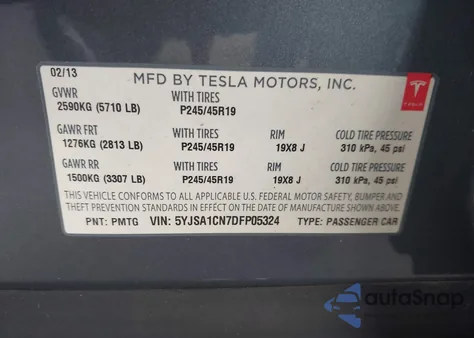 02/13 MFD BY TESLA MOTORS, INC.
GVWR WITH TIRES
2590KG (5710 LB) P245/45R19
TESLA
GAWR FRT WITH TIRES RIM COLD TIRE PRESSURE
1276KG (2813 LB) P245/45R19 19X8 J 310 kPa, 45 psi
GAWR RR WITH TIRES RIM COLD TIRE PRESSURE
1500KG (3307 LB) P245/45R19 19X8 J 310 kPa, 45 psi
THIS VEHICLE CONFORMS TO ALL APPLICABLE U.S. FEDERAL MOTOR SAFETY, BUMPER AND
THEFT PREVENTION STANDARDS IN EFFECT ON THE DATE OF MANUFACTURE SHOWN ABOVE.
PNT: PMTG VIN: 5YJSA1CN7DFP05324 TYPE: PASSENGER CAR
autoSnap